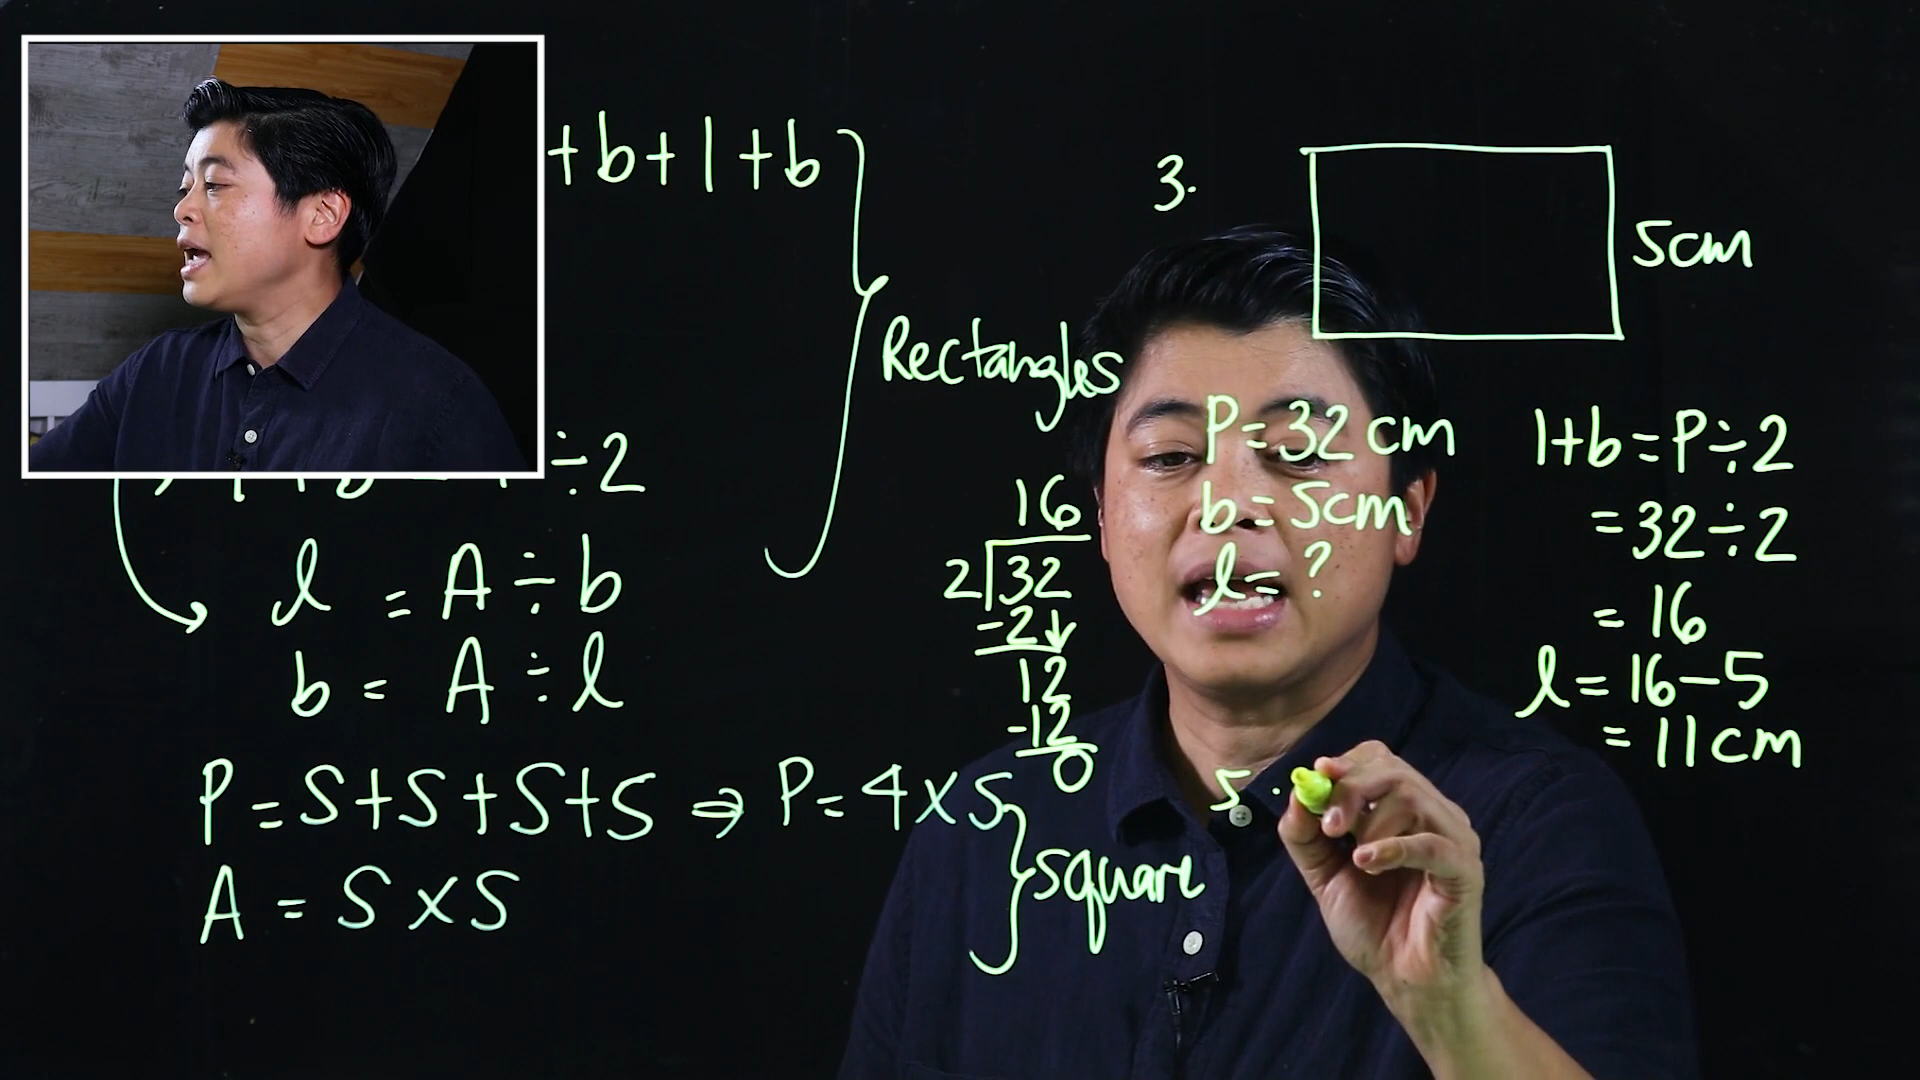 +b+l+b
÷2
l = A ÷ b
b = A ÷ l
P = S+S+S+S ⇒ P = 4×S
A = S×S
Rectangles
square
3.
5cm
P=32 cm
b=5cm
l=?
16
2|32
-2↓
12
-12
0
l+b=P÷2
=32÷2
=16
l=16-5
=11cm
5.